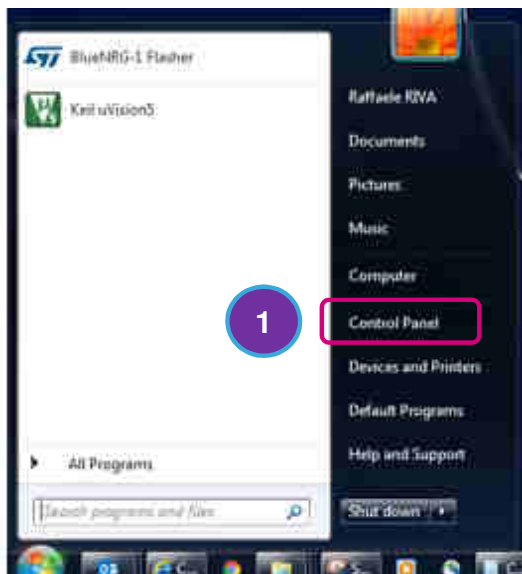 BlueNRG-1 Flasher
Keil uVision5
All Programs
Search programs and files
Raffaele RIVA
Documents
Pictures
Music
Computer
1
Control Panel
Devices and Printers
Default Programs
Help and Support
Shut down